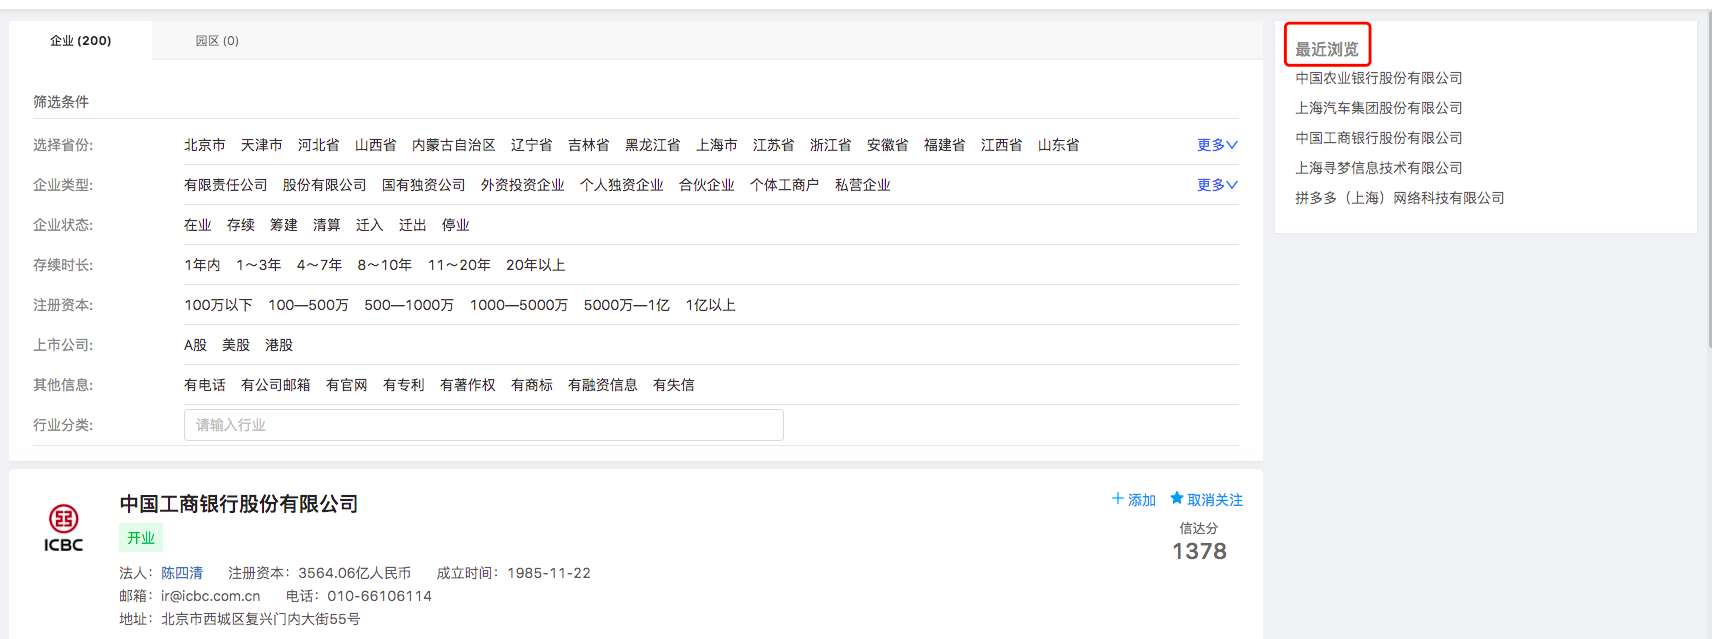 企业 (200) 园区 (0)
筛选条件
选择省份: 北京市 天津市 河北省 山西省 内蒙古自治区 辽宁省 吉林省 黑龙江省 上海市 江苏省 浙江省 安徽省 福建省 江西省 山东省 更多
企业类型: 有限责任公司 股份有限公司 国有独资公司 外资投资企业 个人独资企业 合伙企业 个体工商户 私营企业 更多
企业状态: 在业 存续 筹建 清算 迁入 迁出 停业
存续时长: 1年内 1～3年 4～7年 8～10年 11～20年 20年以上
注册资本: 100万以下 100—500万 500—1000万 1000—5000万 5000万—1亿 1亿以上
上市公司: A股 美股 港股
其他信息: 有电话 有公司邮箱 有官网 有专利 有著作权 有商标 有融资信息 有失信
行业分类: 请输入行业
ICBC
中国工商银行股份有限公司
+ 添加 取消关注
开业
信达分
1378
法人：陈四清 注册资本：3564.06亿人民币 成立时间：1985-11-22
邮箱：ir@icbc.com.cn 电话：010-66106114
地址：北京市西城区复兴门内大街55号
最近浏览
中国农业银行股份有限公司
上海汽车集团股份有限公司
中国工商银行股份有限公司
上海寻梦信息技术有限公司
拼多多（上海）网络科技有限公司